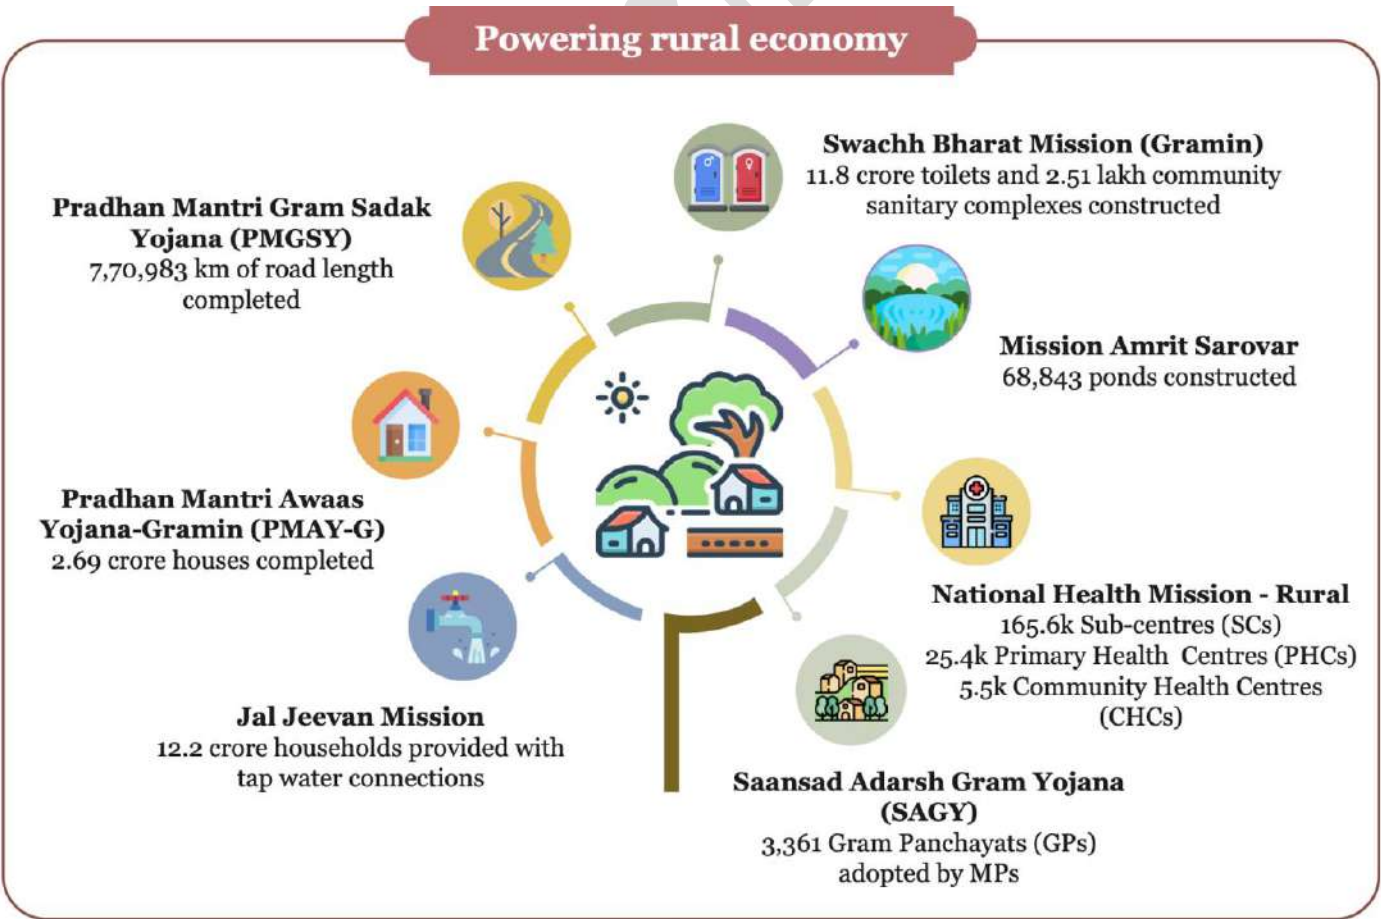 Powering rural economy
Swachh Bharat Mission (Gramin)
11.8 crore toilets and 2.51 lakh community
sanitary complexes constructed
Pradhan Mantri Gram Sadak
Yojana (PMGSY)
7,70,983 km of road length
completed
Mission Amrit Sarovar
68,843 ponds constructed
Pradhan Mantri Awaas
Yojana-Gramin (PMAY-G)
2.69 crore houses completed
National Health Mission - Rural
165.6k Sub-centres (SCs)
25.4k Primary Health Centres (PHCs)
5.5k Community Health Centres
(CHCs)
Jal Jeevan Mission
12.2 crore households provided with
tap water connections
Saansad Adarsh Gram Yojana
(SAGY)
3,361 Gram Panchayats (GPs)
adopted by MPs